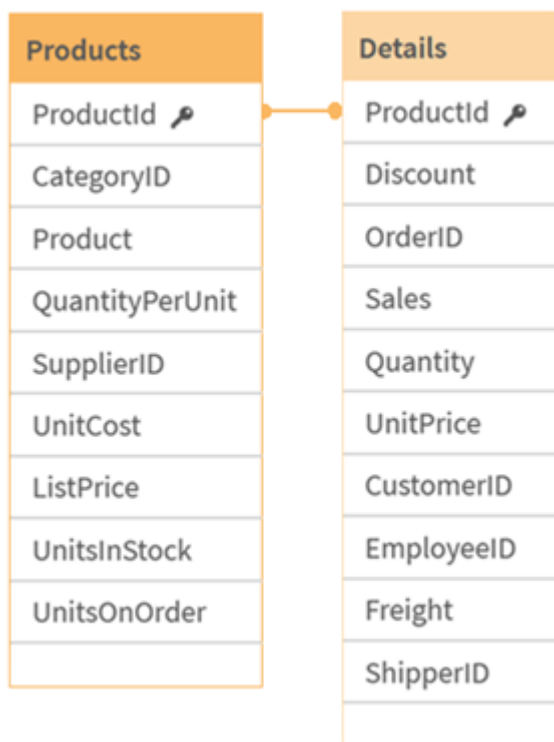 Products
ProductId
CategoryID
Product
QuantityPerUnit
SupplierID
UnitCost
ListPrice
UnitsInStock
UnitsOnOrder
Details
ProductId
Discount
OrderID
Sales
Quantity
UnitPrice
CustomerID
EmployeeID
Freight
ShipperID